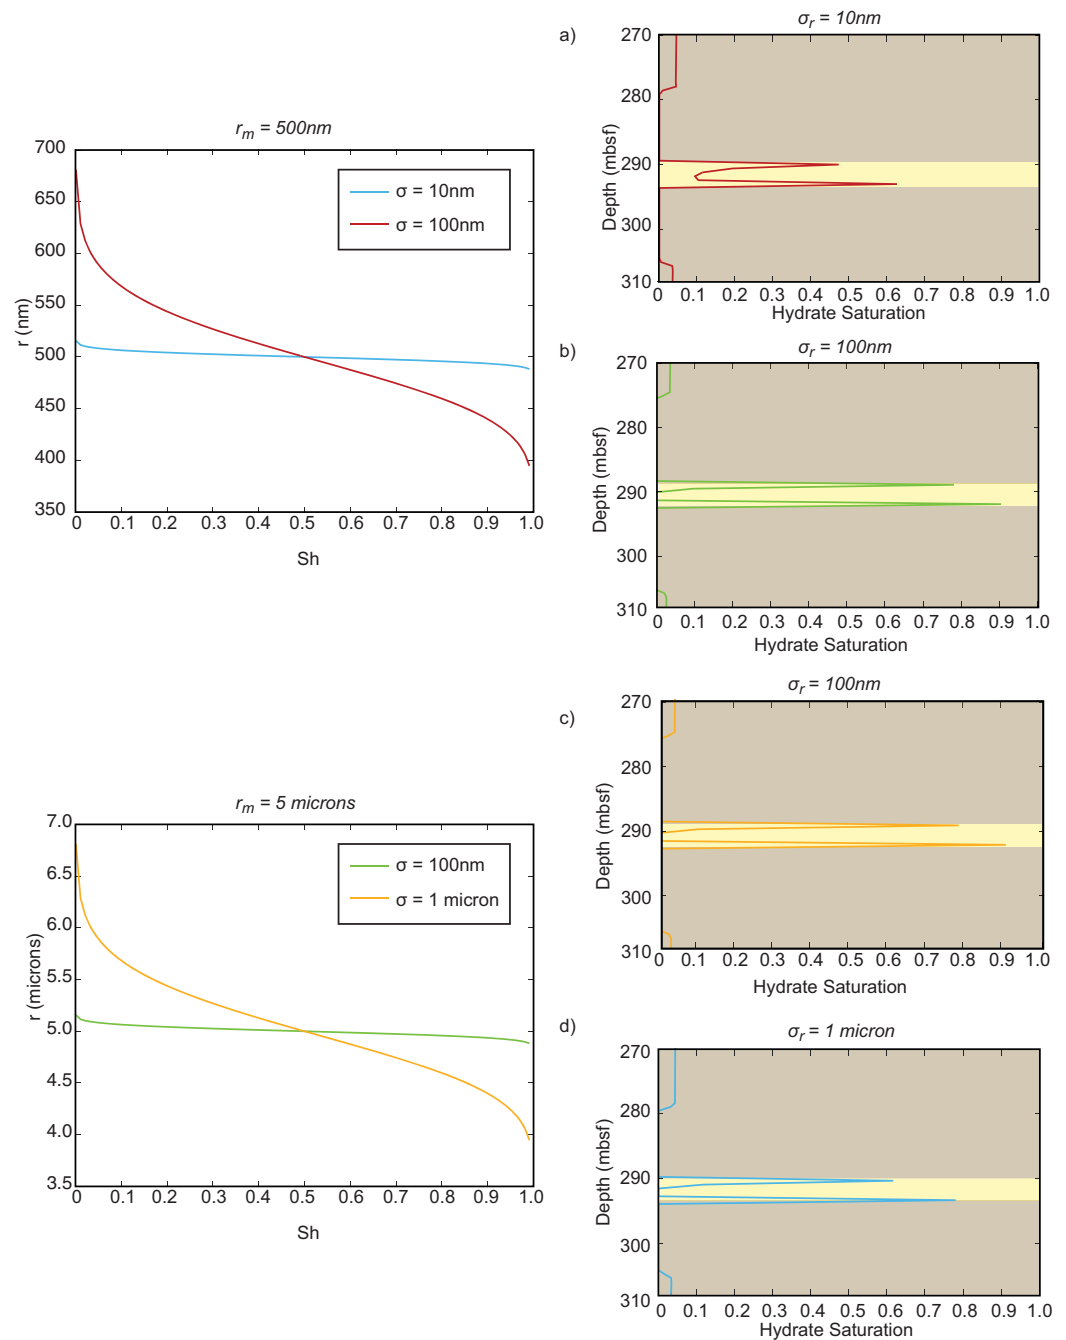 r_m = 500nm
700
650
600
550
500
450
400
350
r (nm)
σ = 10nm
σ = 100nm
0 0.1 0.2 0.3 0.4 0.5 0.6 0.7 0.8 0.9 1.0
Sh
r_m = 5 microns
7.0
6.5
6.0
5.5
5.0
4.5
4.0
3.5
r (microns)
σ = 100nm
σ = 1 micron
0 0.1 0.2 0.3 0.4 0.5 0.6 0.7 0.8 0.9 1.0
Sh
a)
σ_r = 10nm
270
280
290
300
310
Depth (mbsf)
0 0.1 0.2 0.3 0.4 0.5 0.6 0.7 0.8 0.9 1.0
Hydrate Saturation
b)
σ_r = 100nm
270
280
290
300
310
Depth (mbsf)
0 0.1 0.2 0.3 0.4 0.5 0.6 0.7 0.8 0.9 1.0
Hydrate Saturation
c)
σ_r = 100nm
270
280
290
300
310
Depth (mbsf)
0 0.1 0.2 0.3 0.4 0.5 0.6 0.7 0.8 0.9 1.0
Hydrate Saturation
d)
σ_r = 1 micron
270
280
290
300
310
Depth (mbsf)
0 0.1 0.2 0.3 0.4 0.5 0.6 0.7 0.8 0.9 1.0
Hydrate Saturation